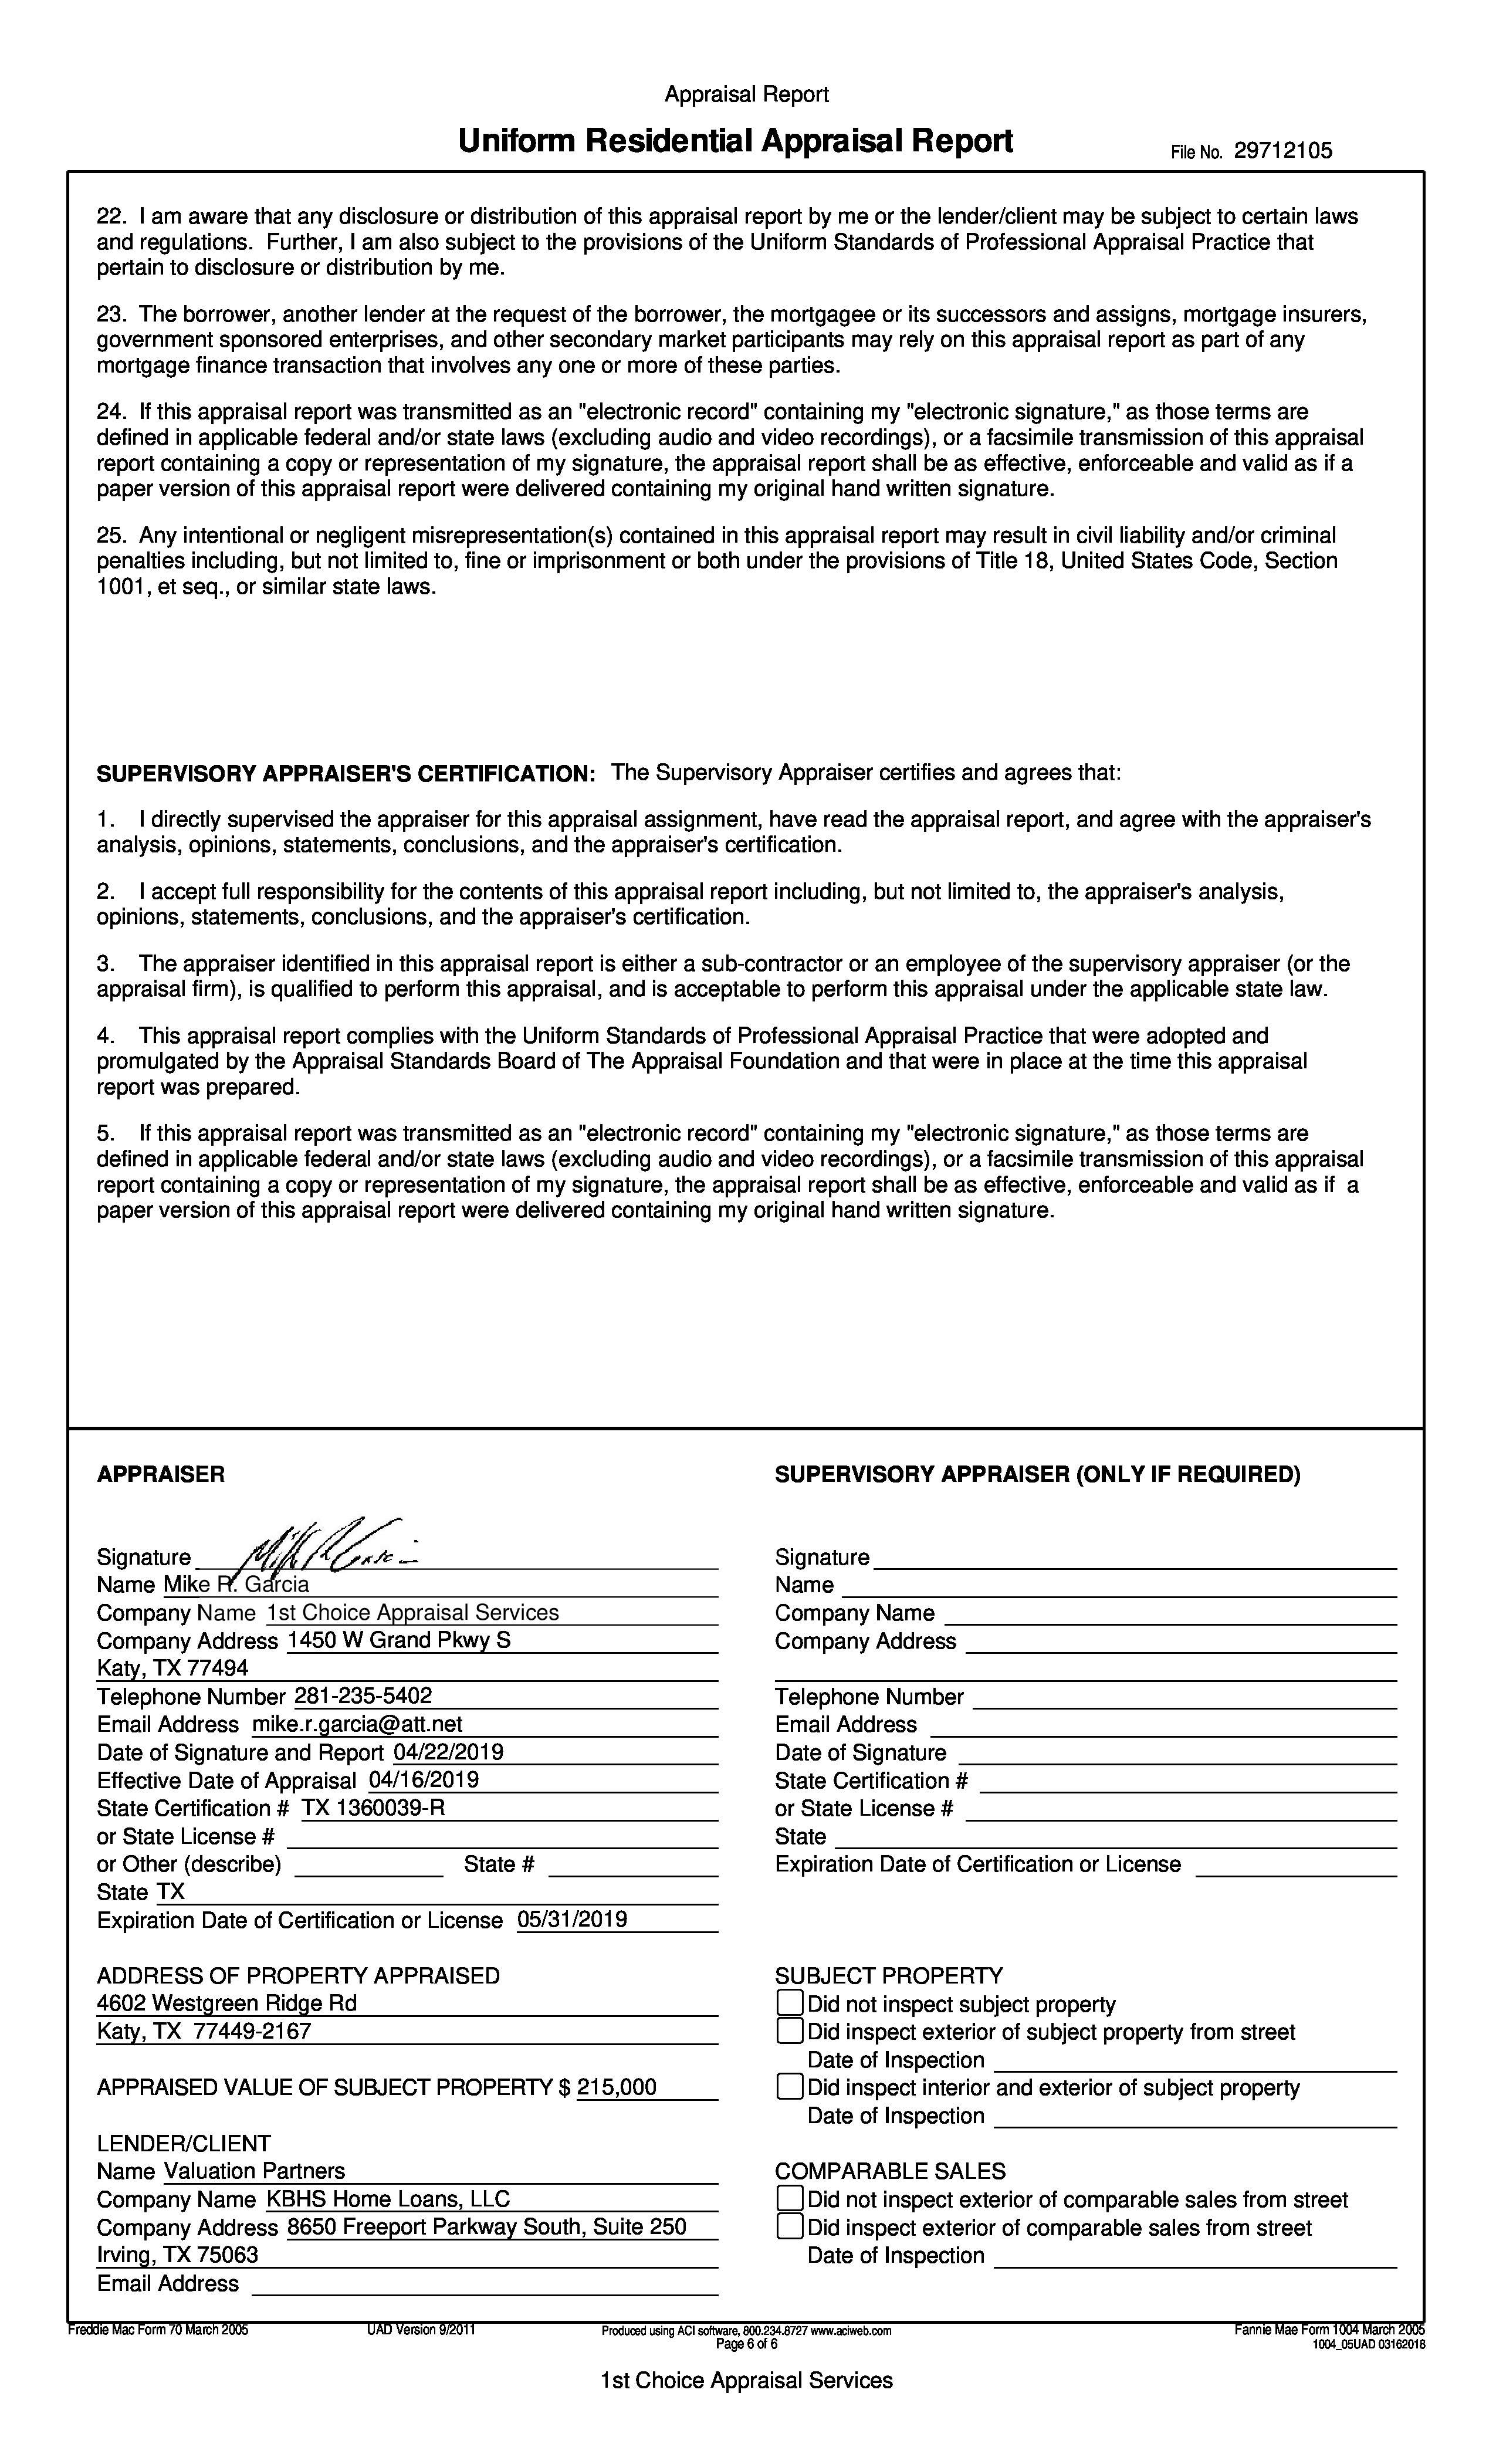 Appraisal Report
Uniform Residential Appraisal Report
File No. 29712105
22. I am aware that any disclosure or distribution of this appraisal report by me or the lender/client may be subject to certain laws
and regulations. Further, I am also subject to the provisions of the Uniform Standards of Professional Appraisal Practice that
pertain to disclosure or distribution by me.
23. The borrower, another lender at the request of the borrower, the mortgagee or its successors and assigns, mortgage insurers,
government sponsored enterprises, and other secondary market participants may rely on this appraisal report as part of any
mortgage finance transaction that involves any one or more of these parties.
24. If this appraisal report was transmitted as an "electronic record" containing my "electronic signature," as those terms are
defined in applicable federal and/or state laws (excluding audio and video recordings), or a facsimile transmission of this appraisal
report containing a copy or representation of my signature, the appraisal report shall be as effective, enforceable and valid as if a
paper version of this appraisal report were delivered containing my original hand written signature.
25. Any intentional or negligent misrepresentation(s) contained in this appraisal report may result in civil liability and/or criminal
penalties including, but not limited to, fine or imprisonment or both under the provisions of Title 18, United States Code, Section
1001, et seq., or similar state laws.
SUPERVISORY APPRAISER'S CERTIFICATION: The Supervisory Appraiser certifies and agrees that:
1. I directly supervised the appraiser for this appraisal assignment, have read the appraisal report, and agree with the appraiser's
analysis, opinions, statements, conclusions, and the appraiser's certification.
2. I accept full responsibility for the contents of this appraisal report including, but not limited to, the appraiser's analysis,
opinions, statements, conclusions, and the appraiser's certification.
3. The appraiser identified in this appraisal report is either a sub-contractor or an employee of the supervisory appraiser (or the
appraisal firm), is qualified to perform this appraisal, and is acceptable to perform this appraisal under the applicable state law.
4. This appraisal report complies with the Uniform Standards of Professional Appraisal Practice that were adopted and
promulgated by the Appraisal Standards Board of The Appraisal Foundation and that were in place at the time this appraisal
report was prepared.
5. If this appraisal report was transmitted as an "electronic record" containing my "electronic signature," as those terms are
defined in applicable federal and/or state laws (excluding audio and video recordings), or a facsimile transmission of this appraisal
report containing a copy or representation of my signature, the appraisal report shall be as effective, enforceable and valid as if a
paper version of this appraisal report were delivered containing my original hand written signature.
APPRAISER
Signature
Name Mike R. Garcia
Company Name 1st Choice Appraisal Services
Company Address 1450 W Grand Pkwy S
Katy, TX 77494
Telephone Number 281-235-5402
Email Address mike.r.garcia@att.net
Date of Signature and Report 04/22/2019
Effective Date of Appraisal 04/16/2019
State Certification # TX 1360039-R
or State License #
or Other (describe) State #
State TX
Expiration Date of Certification or License 05/31/2019
ADDRESS OF PROPERTY APPRAISED
4602 Westgreen Ridge Rd
Katy, TX 77449-2167
APPRAISED VALUE OF SUBJECT PROPERTY $ 215,000
LENDER/CLIENT
Name Valuation Partners
Company Name KBHS Home Loans, LLC
Company Address 8650 Freeport Parkway South, Suite 250
Irving, TX 75063
Email Address
SUPERVISORY APPRAISER (ONLY IF REQUIRED)
Signature
Name
Company Name
Company Address
Telephone Number
Email Address
Date of Signature
State Certification #
or State License #
State
Expiration Date of Certification or License
SUBJECT PROPERTY
Did not inspect subject property
Did inspect exterior of subject property from street
Date of Inspection
Did inspect interior and exterior of subject property
Date of Inspection
COMPARABLE SALES
Did not inspect exterior of comparable sales from street
Did inspect exterior of comparable sales from street
Date of Inspection
Freddie Mac Form 70 March 2005 UAD Version 9/2011 Produced using ACI software, 800.234.8727 www.aciweb.com Fannie Mae Form 1004 March 2005
Page 6 of 6 1004_05UAD 03162018
1st Choice Appraisal Services